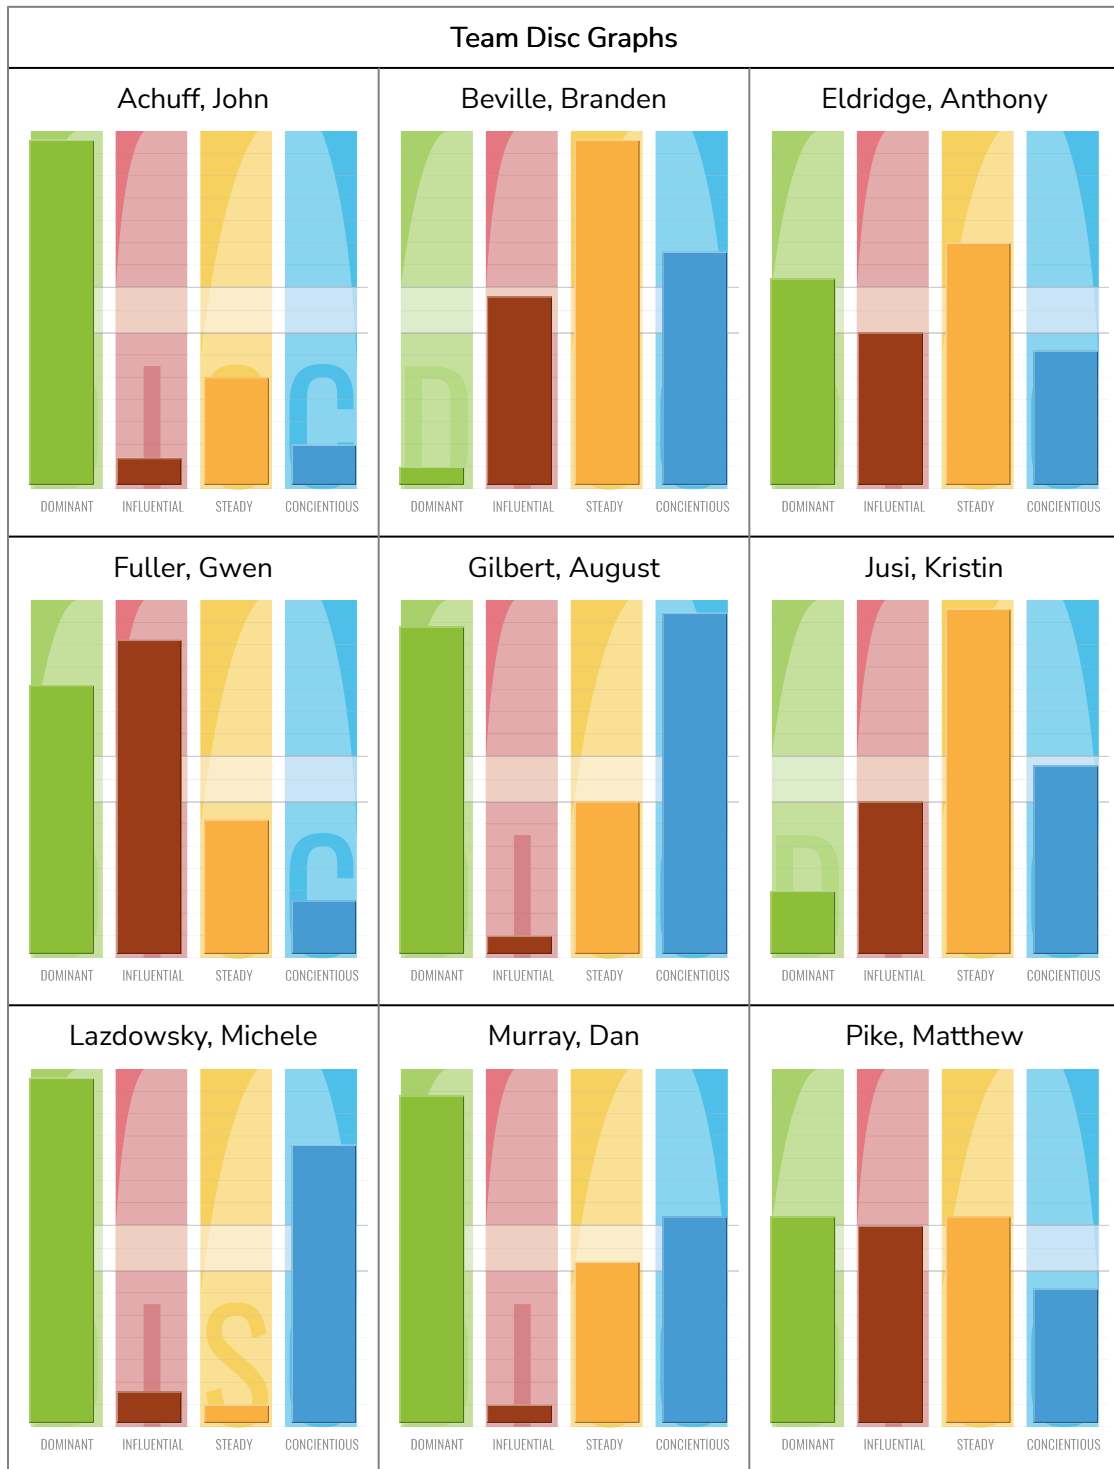 Team Disc Graphs
Achuff, John Beville, Branden Eldridge, Anthony
I C D
DOMINANT INFLUENTIAL STEADY CONCIENTIOUS DOMINANT INFLUENTIAL STEADY CONCIENTIOUS DOMINANT INFLUENTIAL STEADY CONCIENTIOUS
Fuller, Gwen Gilbert, August Jusi, Kristin
C I D
DOMINANT INFLUENTIAL STEADY CONCIENTIOUS DOMINANT INFLUENTIAL STEADY CONCIENTIOUS DOMINANT INFLUENTIAL STEADY CONCIENTIOUS
Lazdowsky, Michele Murray, Dan Pike, Matthew
I S I
DOMINANT INFLUENTIAL STEADY CONCIENTIOUS DOMINANT INFLUENTIAL STEADY CONCIENTIOUS DOMINANT INFLUENTIAL STEADY CONCIENTIOUS